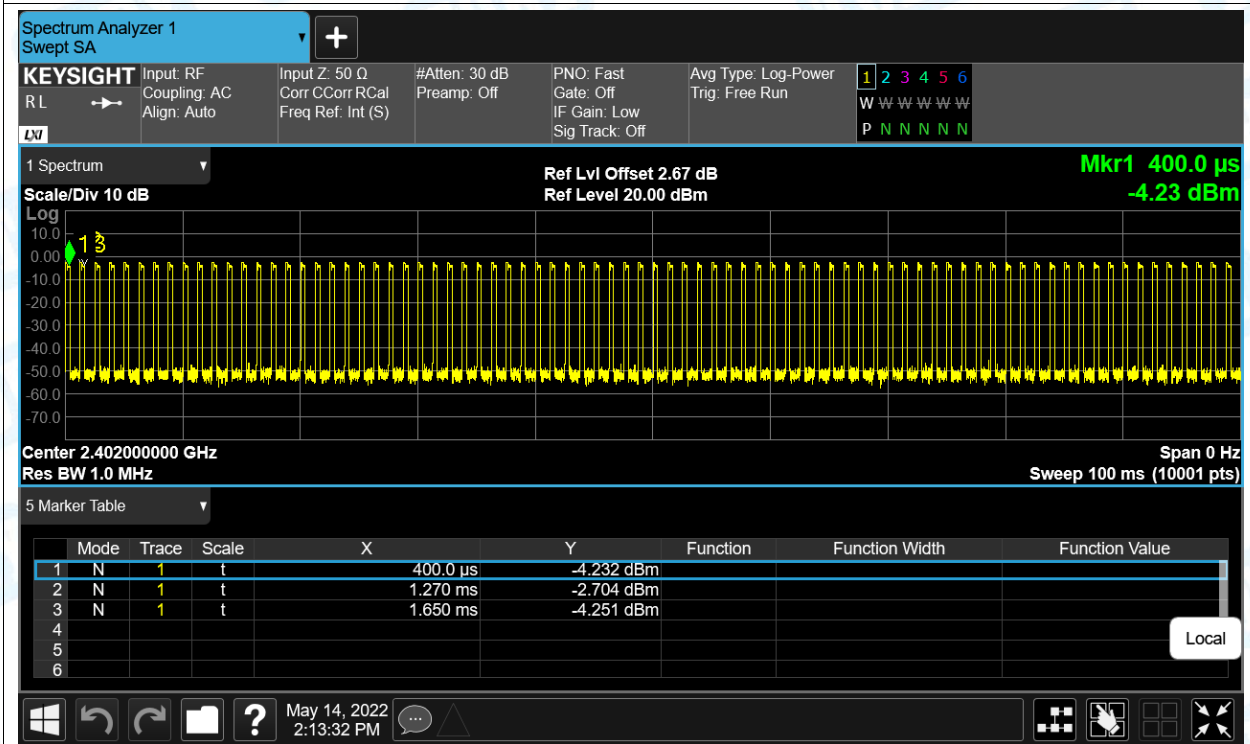 Spectrum Analyzer 1
Swept SA
KEYSIGHT Input: RF Input Z: 50 Ω #Atten: 30 dB PNO: Fast Avg Type: Log-Power 1 2 3 4 5 6
RL Coupling: AC Corr CCorr RCal Preamp: Off Gate: Off Trig: Free Run W W W W W W
Align: Auto Freq Ref: Int (S) IF Gain: Low P N N N N N
LXI Sig Track: Off
1 Spectrum Ref Lvl Offset 2.67 dB Mkr1 400.0 µs
Scale/Div 10 dB Ref Level 20.00 dBm -4.23 dBm
Log
10.0
1 3
0.00
-10.0
-20.0
-30.0
-40.0
-50.0
-60.0
-70.0
Center 2.402000000 GHz Span 0 Hz
Res BW 1.0 MHz Sweep 100 ms (10001 pts)
5 Marker Table
Mode Trace Scale X Y Function Function Width Function Value
1 N 1 t 400.0 µs -4.232 dBm
2 N 1 t 1.270 ms -2.704 dBm
3 N 1 t 1.650 ms -4.251 dBm
4
5
6
Local
? May 14, 2022
2:13:32 PM